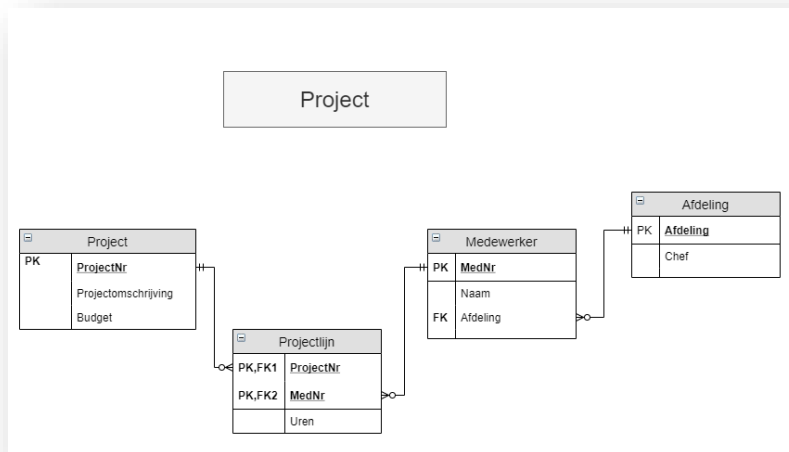 Project
Project
PK ProjectNr
Projectomschrijving
Budget
Projectlijn
PK,FK1 ProjectNr
PK,FK2 MedNr
Uren
Medewerker
PK MedNr
Naam
FK Afdeling
Afdeling
PK Afdeling
Chef